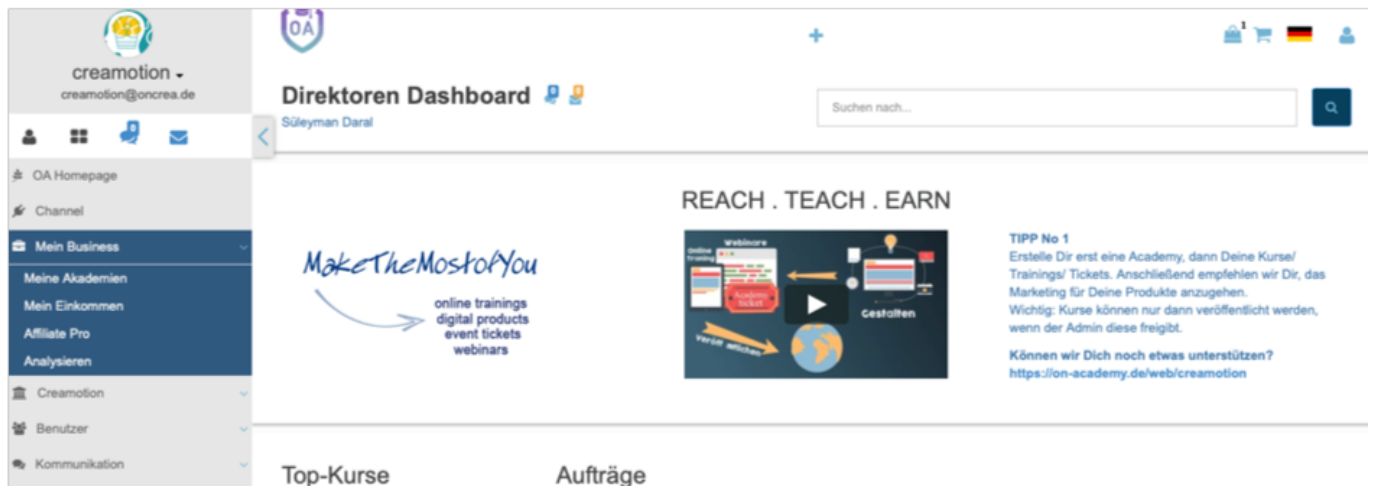 creamotion
creamotion@oncrea.de
OA Homepage
Channel
Mein Business
Meine Akademien
Mein Einkommen
Affiliate Pro
Analysieren
Creamotion
Benutzer
Kommunikation
OA
1
Direktoren Dashboard
Süleyman Daral
Suchen nach...
REACH . TEACH . EARN
MakeTheMostofYou
online trainings
digital products
event tickets
webinars
Online
Traning
Webinare
Academy
ticket
Gestalten
TIPP No 1
Erstelle Dir erst eine Academy, dann Deine Kurse/
Trainings/ Tickets. Anschließend empfehlen wir Dir, das
Marketing für Deine Produkte anzugehen.
Wichtig: Kurse können nur dann veröffentlicht werden,
wenn der Admin diese freigibt.
Können wir Dich noch etwas unterstützen?
https://on-academy.de/web/creamotion
Top-Kurse
Aufträge